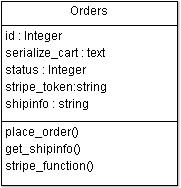 Orders
id : Integer
serialize_cart : text
status : Integer
stripe_token:string
shipinfo : string
place_order()
get_shipinfo()
stripe_function()